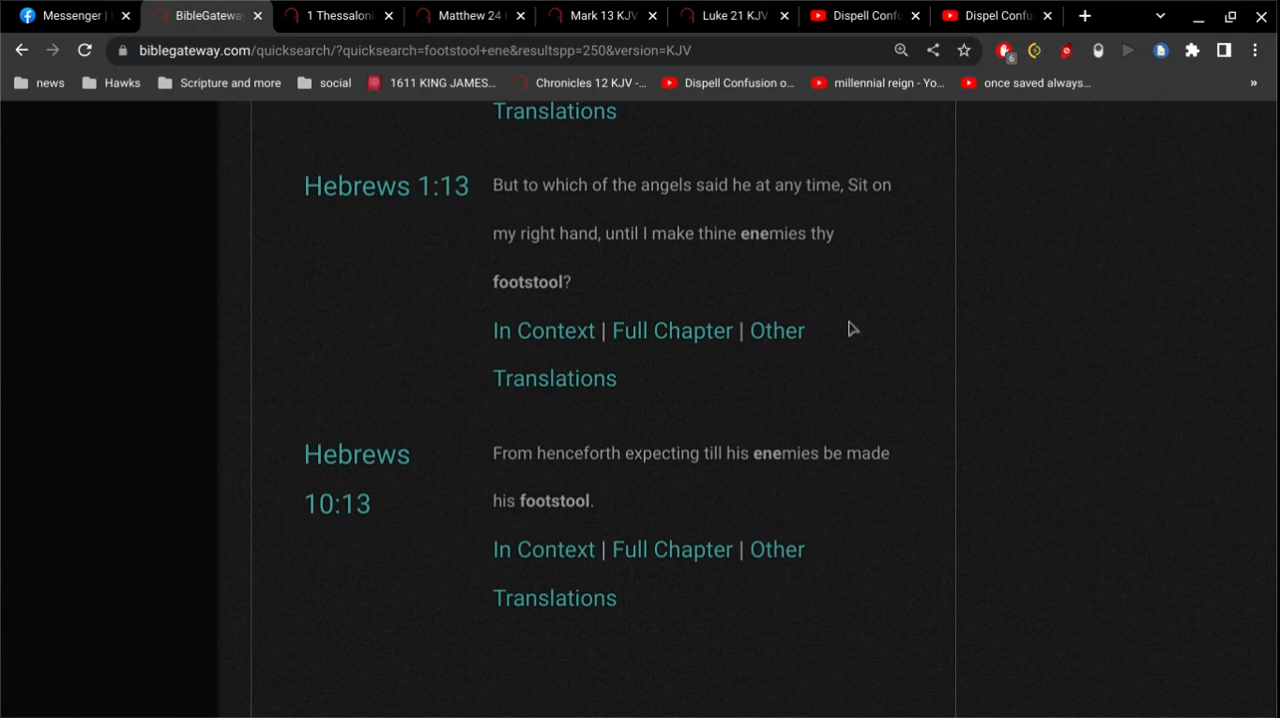 Messenger |
BibleGateway
1 Thessaloni
Matthew 24
Mark 13 KJV
Luke 21 KJV
Dispell Confu
Dispel Confu
biblegateway.com/quicksearch/?quicksearch=footstool+ene&resultspp=250&version=KJV
6
news
Hawks
Scripture and more
social
1611 KING JAMES...
Chronicles 12 KJV -...
Dispell Confusion o...
millennial reign - Yo...
once saved always...
»
Translations
Hebrews 1:13
But to which of the angels said he at any time, Sit on
my right hand, until I make thine enemies thy
footstool?
In Context | Full Chapter | Other
Translations
Hebrews
10:13
From henceforth expecting till his enemies be made
his footstool.
In Context | Full Chapter | Other
Translations